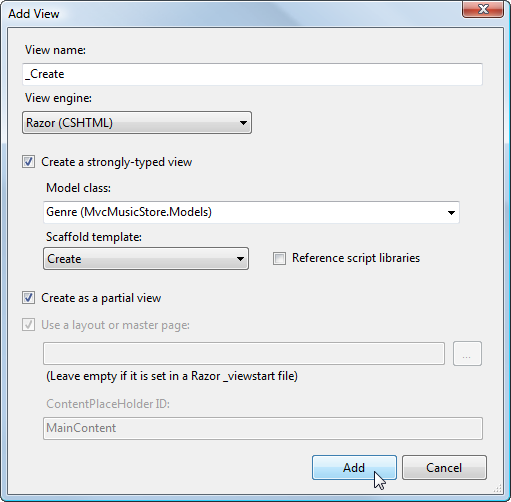 Add View
View name:
_Create
View engine:
Razor (CSHTML)
Create a strongly-typed view
Model class:
Genre (MvcMusicStore.Models)
Scaffold template:
Create
Reference script libraries
Create as a partial view
Use a layout or master page:
...
(Leave empty if it is set in a Razor _viewstart file)
ContentPlaceHolder ID:
MainContent
Add
Cancel